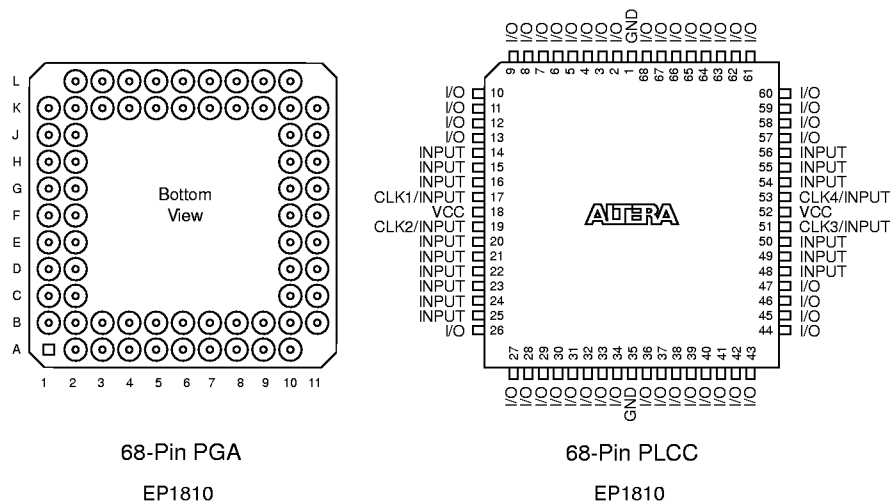 L
K
J
H
G
F
E
D
C
B
A
1 2 3 4 5 6 7 8 9 10 11
Bottom
View
68-Pin PGA
EP1810
I/O I/O I/O I/O I/O I/O I/O I/O GND I/O I/O I/O I/O I/O I/O I/O I/O
9 8 7 6 5 4 3 2 1 68 67 66 65 64 63 62 61
I/O 10 60 I/O
I/O 11 59 I/O
I/O 12 58 I/O
I/O 13 57 I/O
INPUT 14 56 INPUT
INPUT 15 55 INPUT
INPUT 16 54 INPUT
CLK1/INPUT 17 53 CLK4/INPUT
VCC 18 52 VCC
CLK2/INPUT 19 51 CLK3/INPUT
INPUT 20 50 INPUT
INPUT 21 49 INPUT
INPUT 22 48 INPUT
INPUT 23 47 I/O
INPUT 24 46 I/O
INPUT 25 45 I/O
I/O 26 44 I/O
ALTERA
27 28 29 30 31 32 33 34 35 36 37 38 39 40 41 42 43
I/O I/O I/O I/O I/O I/O I/O I/O GND I/O I/O I/O I/O I/O I/O I/O I/O
68-Pin PLCC
EP1810